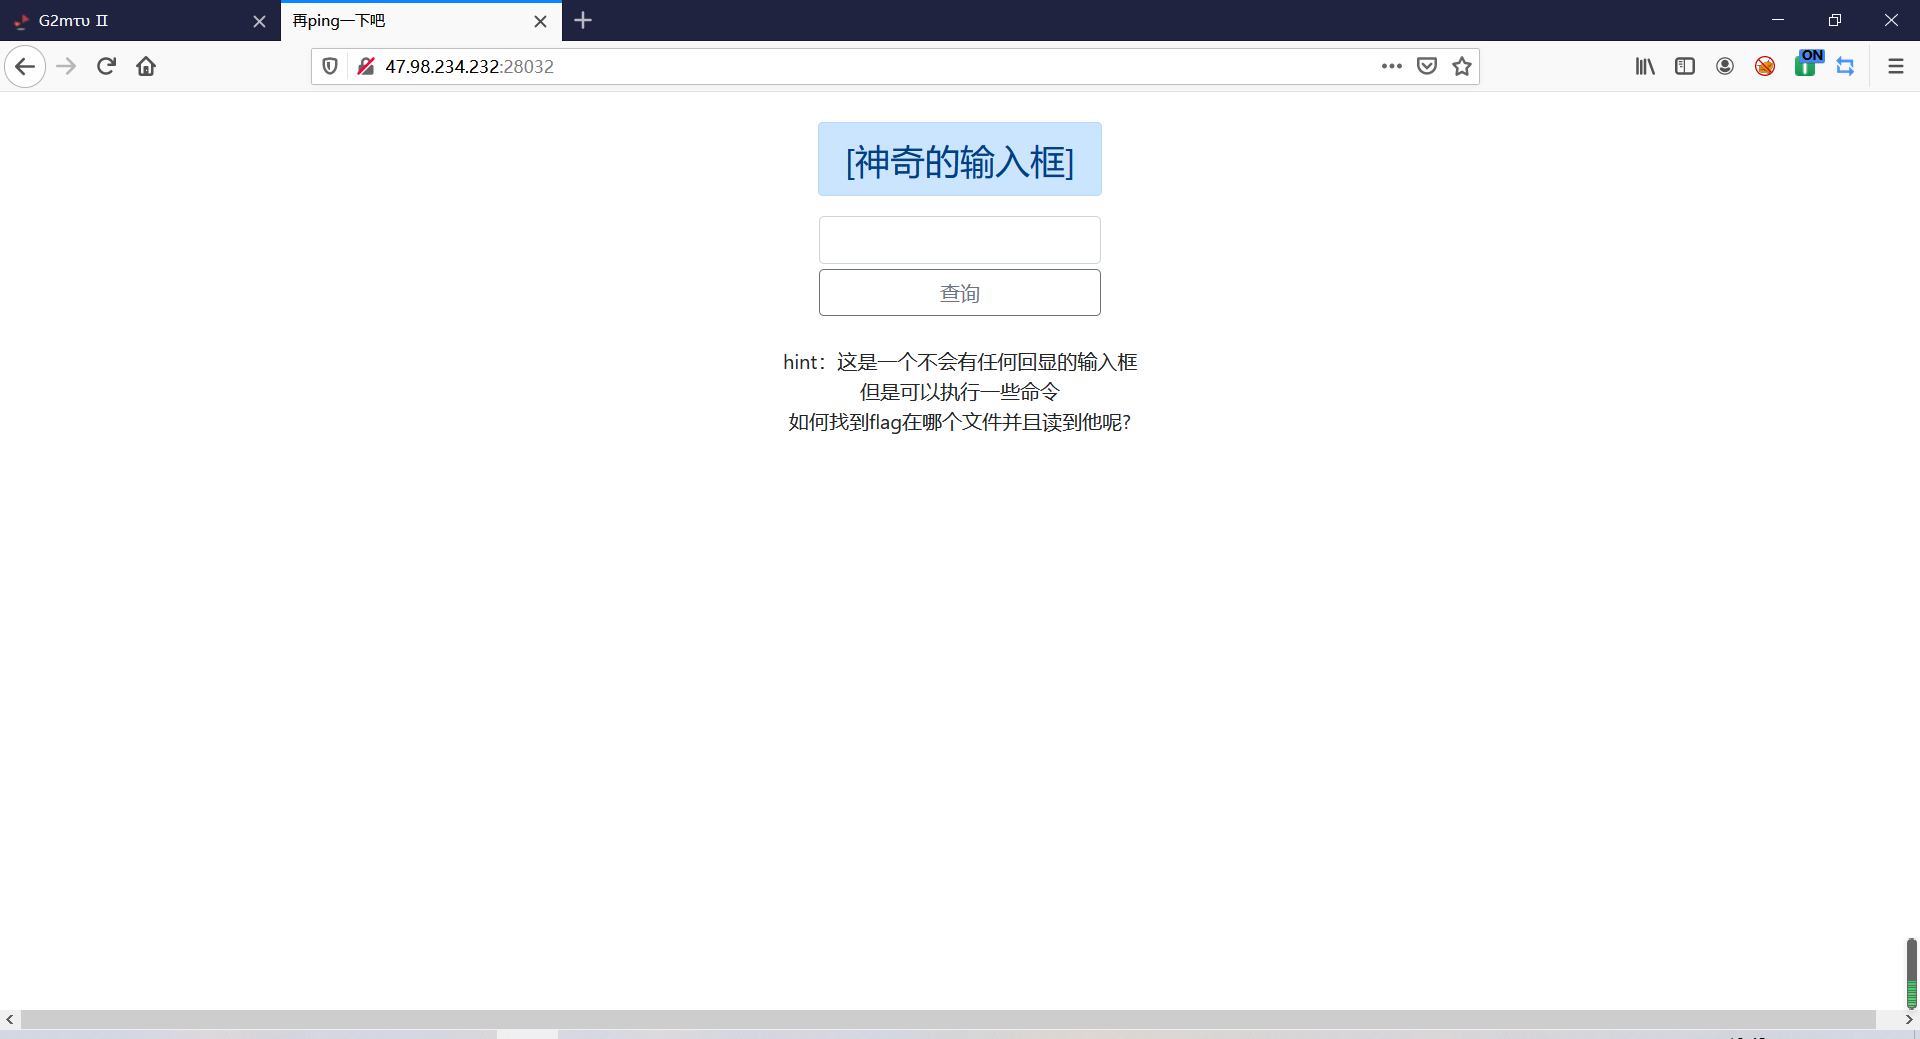 G2mτυ II
再ping一下吧
47.98.234.232:28032
ON
[神奇的输入框]
查询
hint：这是一个不会有任何回显的输入框
但是可以执行一些命令
如何找到flag在哪个文件并且读到他呢?